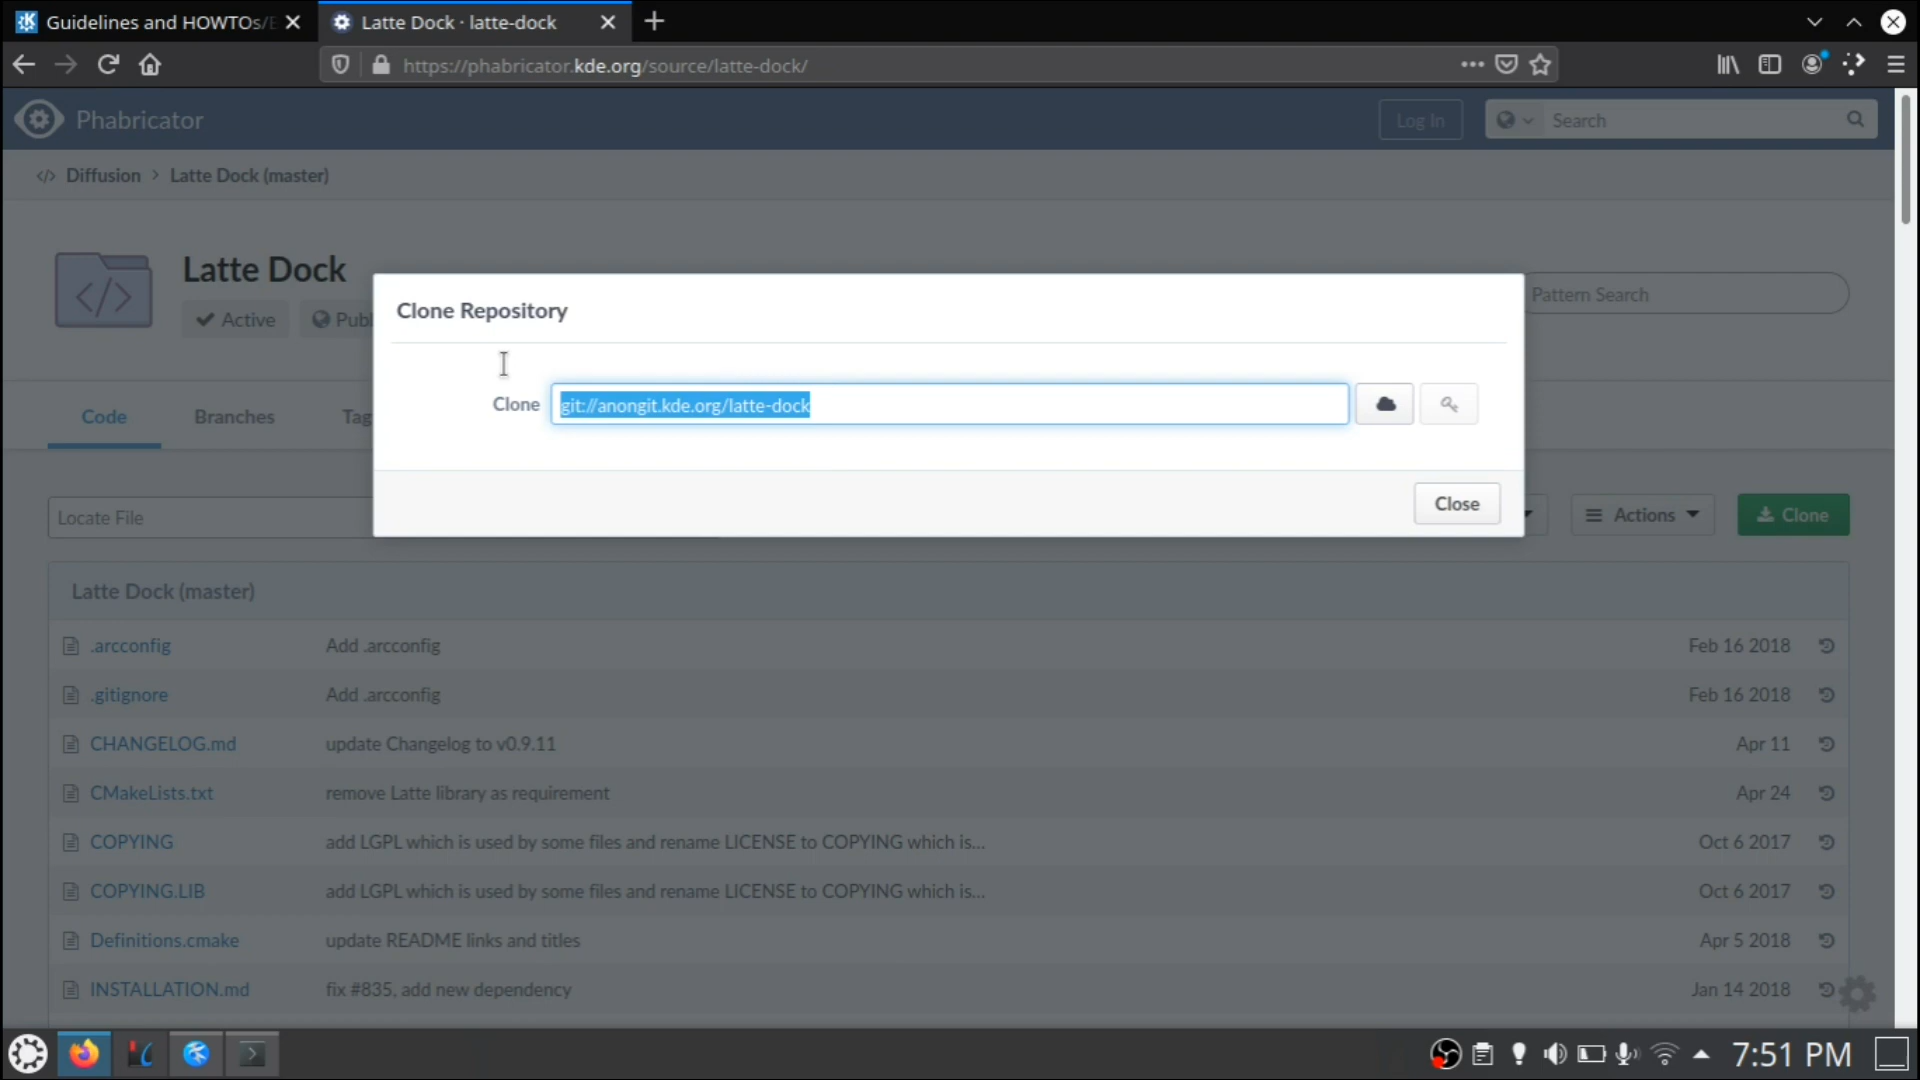 Guidelines and HOWTOs/
Latte Dock · latte-dock
https://phabricator.kde.org/source/latte-dock/
Phabricator
Log In
Search
Diffusion > Latte Dock (master)
Latte Dock
Active
Publ
Pattern Search
Clone Repository
Clone
git://anongit.kde.org/latte-dock
Close
Code
Branches
Tag
Locate File
Actions
Clone
Latte Dock (master)
.arcconfig Add .arcconfig Feb 16 2018
.gitignore Add .arcconfig Feb 16 2018
CHANGELOG.md update Changelog to v0.9.11 Apr 11
CMakeLists.txt remove Latte library as requirement Apr 24
COPYING add LGPL which is used by some files and rename LICENSE to COPYING which is... Oct 6 2017
COPYING.LIB add LGPL which is used by some files and rename LICENSE to COPYING which is... Oct 6 2017
Definitions.cmake update README links and titles Apr 5 2018
INSTALLATION.md fix #835, add new dependency Jan 14 2018
7:51 PM